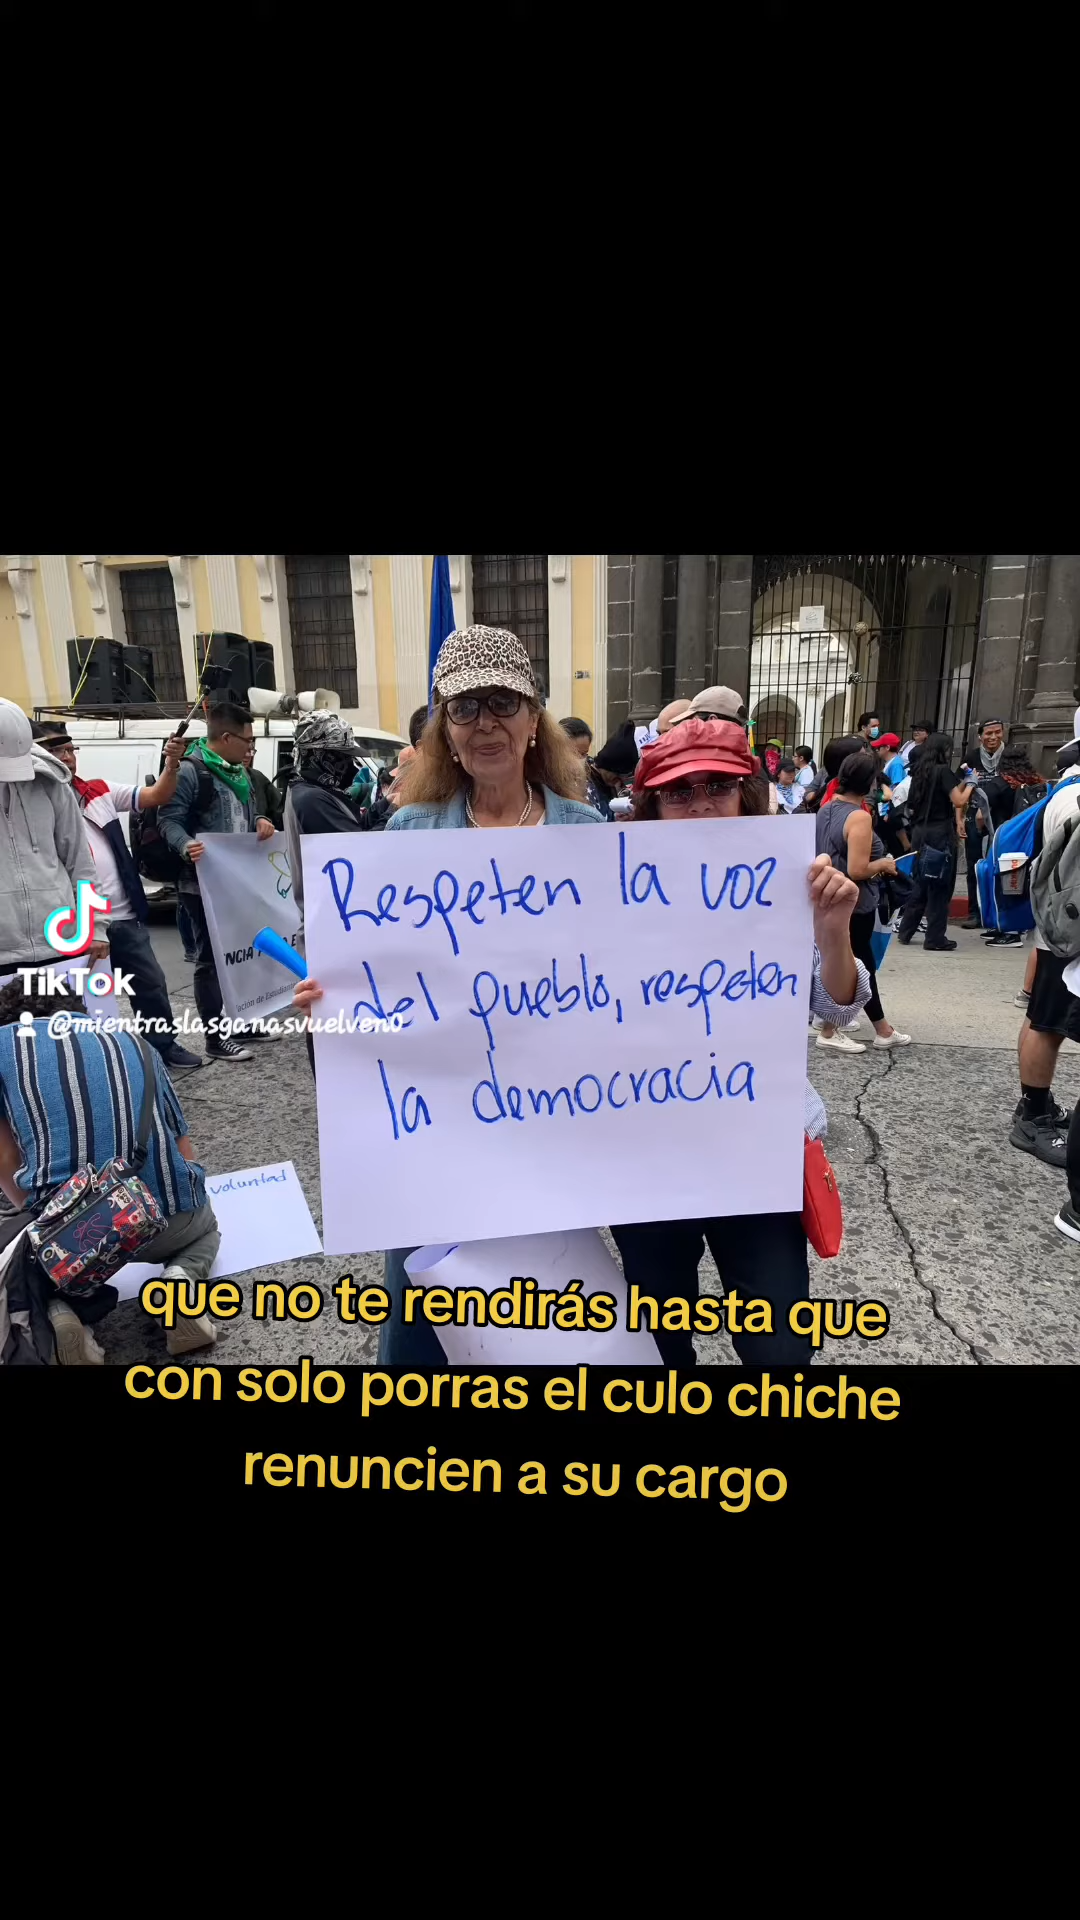 Respeten la voz
del pueblo, respeten
la democracia
TikTok
@mientraslasganasvuelven0
voluntad
que no te rendirás hasta que
con solo porras el culo chiche
renuncien a su cargo